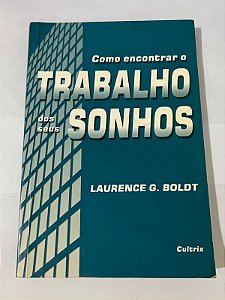 Como encontrar o
TRABALHO
dos seus SONHOS
LAURENCE G. BOLDT
Cultrix